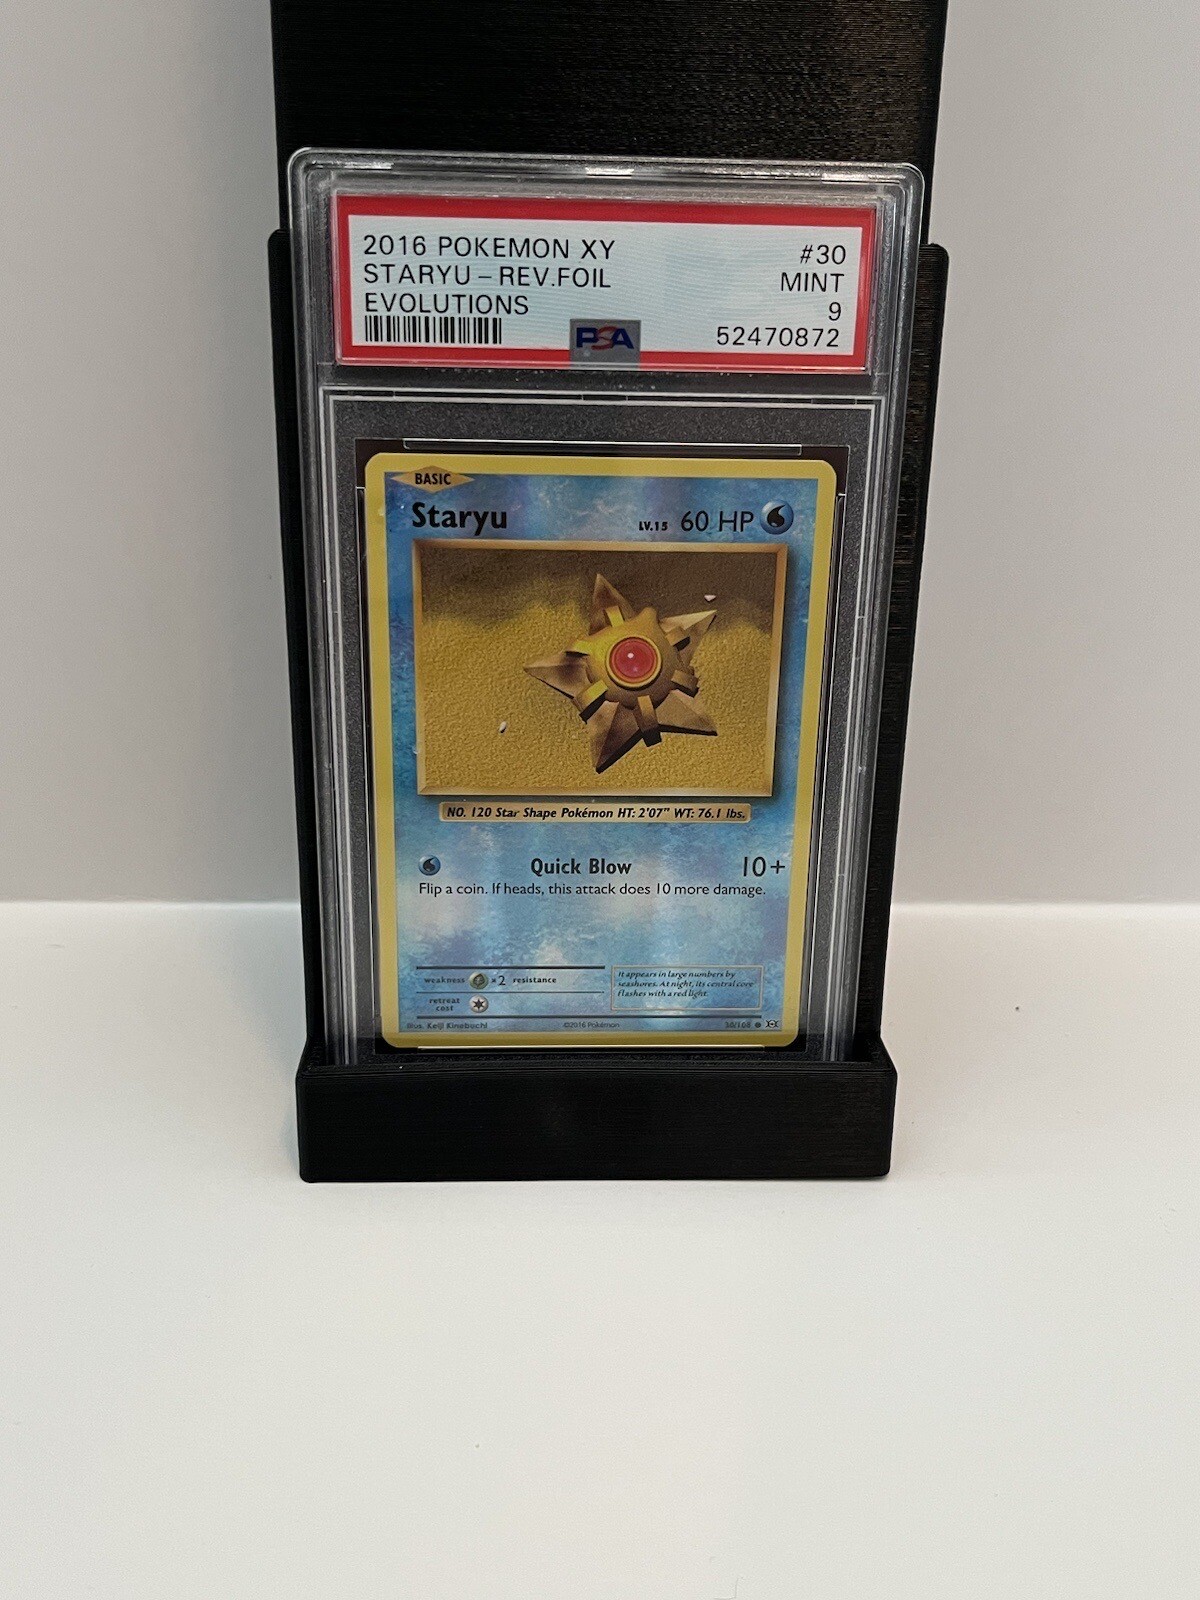 2016 POKEMON XY #30
STARYU - REV.FOIL MINT
EVOLUTIONS 9
PSA 52470872
BASIC
Staryu LV.15 60 HP
NO. 120 Star Shape Pokémon HT: 2'07" WT: 76.1 lbs.
Quick Blow 10+
Flip a coin. If heads, this attack does 10 more damage.
weakness ×2 resistance
retreat
cost
It appears in large numbers by
seashores. At night, its central core
flashes with a red light.
Illus. Keiji Kinebuchi ©2016 Pokémon 30/108